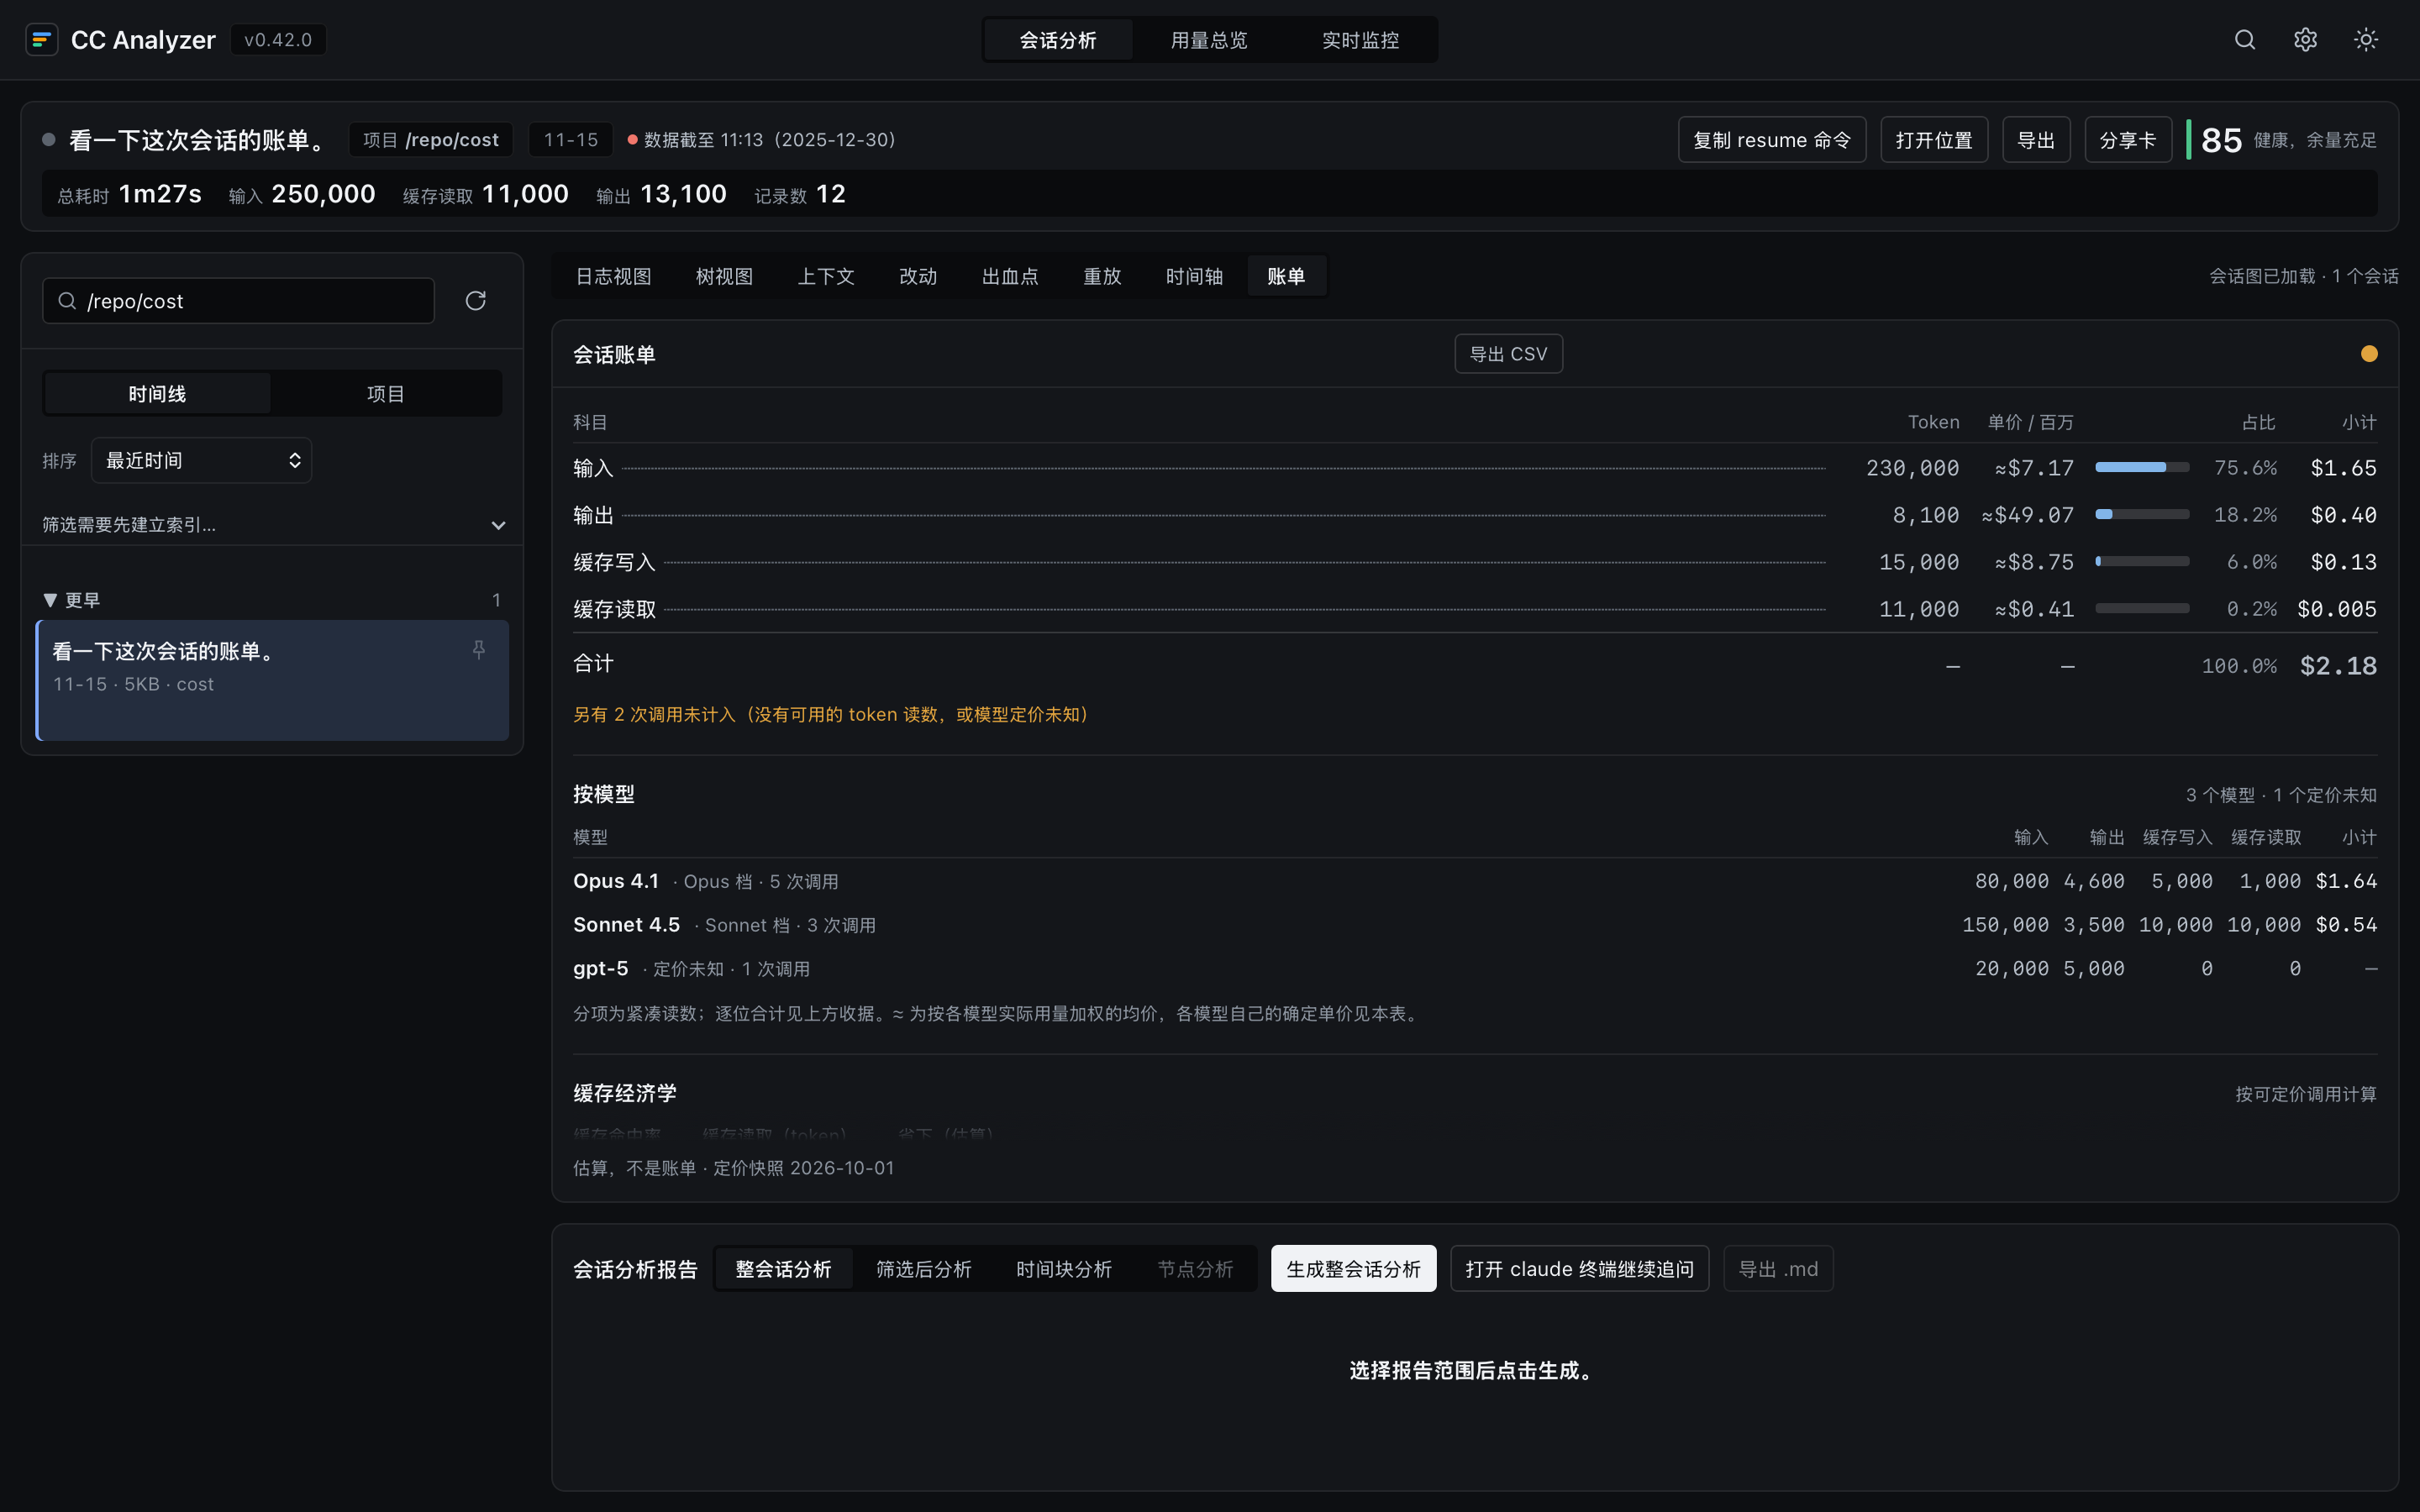 CC Analyzer v0.42.0 会话分析 用量总览 实时监控
看一下这次会话的账单。 项目 /repo/cost 11-15 数据截至 11:13（2025-12-30） 复制 resume 命令 打开位置 导出 分享卡 85 健康，余量充足
总耗时 1m27s 输入 250,000 缓存读取 11,000 输出 13,100 记录数 12
/repo/cost
时间线 项目
排序 最近时间
筛选需要先建立索引...
▼ 更早 1
看一下这次会话的账单。
11-15 · 5KB · cost
日志视图 树视图 上下文 改动 出血点 重放 时间轴 账单 会话图已加载 · 1 个会话
会话账单 导出 CSV
科目 Token 单价 / 百万 占比 小计
输入 230,000 ≈$7.17 75.6% $1.65
输出 8,100 ≈$49.07 18.2% $0.40
缓存写入 15,000 ≈$8.75 6.0% $0.13
缓存读取 11,000 ≈$0.41 0.2% $0.005
合计 — — 100.0% $2.18
另有 2 次调用未计入（没有可用的 token 读数，或模型定价未知）
按模型 3 个模型 · 1 个定价未知
模型 输入 输出 缓存写入 缓存读取 小计
Opus 4.1 · Opus 档 · 5 次调用 80,000 4,600 5,000 1,000 $1.64
Sonnet 4.5 · Sonnet 档 · 3 次调用 150,000 3,500 10,000 10,000 $0.54
gpt-5 · 定价未知 · 1 次调用 20,000 5,000 0 0 —
分项为紧凑读数；逐位合计见上方收据。≈ 为按各模型实际用量加权的均价，各模型自己的确定单价见本表。
缓存经济学 按可定价调用计算
缓存命中率 缓存读取（token） 省下（估算）
估算，不是账单 · 定价快照 2026-10-01
会话分析报告 整会话分析 筛选后分析 时间块分析 节点分析 生成整会话分析 打开 claude 终端继续追问 导出 .md
选择报告范围后点击生成。